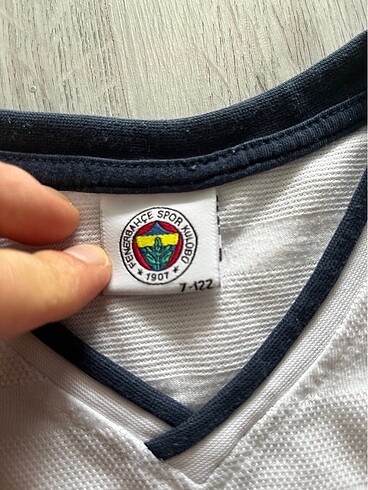 FENERBAHÇE SPOR KULÜBÜ
★ 1907 ★
7-122